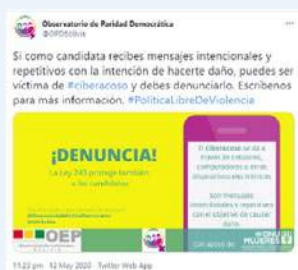 Observatorio de Paridad Democrática
@OPDBolivia
Si como candidata recibes mensajes intencionales y
repetitivos con la intención de hacerte daño, puedes ser
víctima de #ciberacoso y debes denunciarlo. Escríbenos
para más información. #PolíticaLibreDeViolencia
¡DENUNCIA!
La Ley 243 protege también
a las candidatas
El ciberacoso se da a
través de celulares,
computadoras u otros
dispositivos electrónicos
Son mensajes
intencionales y repetitivos
con el objetivo de causar
daño.
OEP
Con apoyo de:
ONU
MUJERES
11:22 pm · 12 May 2020 · Twitter Web App